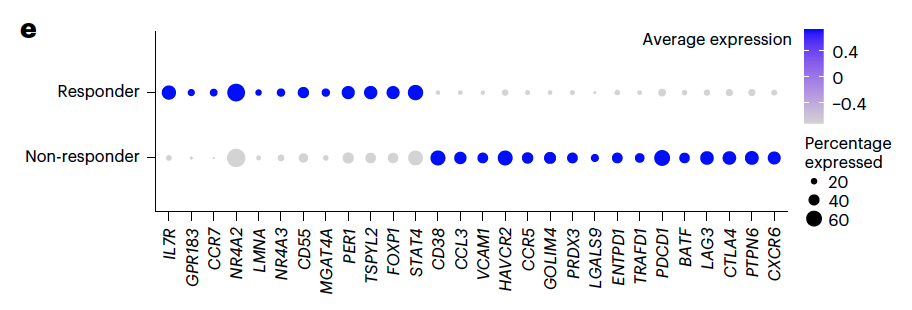 e
Average expression
0.4
0
−0.4
Responder
Non-responder
Percentage
expressed
20
40
60
IL7R
GPR183
CCR7
NR4A2
LMNA
NR4A3
CD55
MGAT4A
PER1
TSPYL2
FOXP1
STAT4
CD38
CCL3
VCAM1
HAVCR2
CCR5
GOLIM4
PRDX3
LGALS9
ENTPD1
TRAFD1
PDCD1
BATF
LAG3
CTLA4
PTPN6
CXCR6